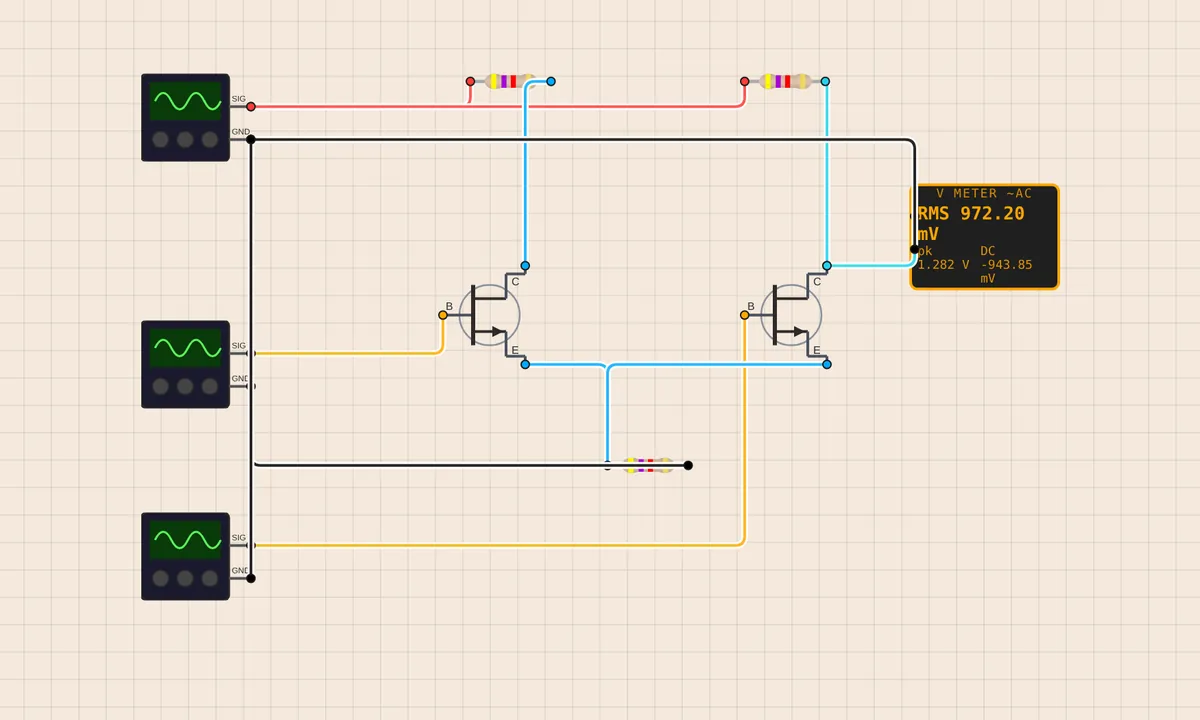 SIG
GND
V METER ~AC
RMS 972.20
mV
pk DC
1.282 V -943.85
mV
C
B
E
C
B
E
SIG
GND
SIG
GND